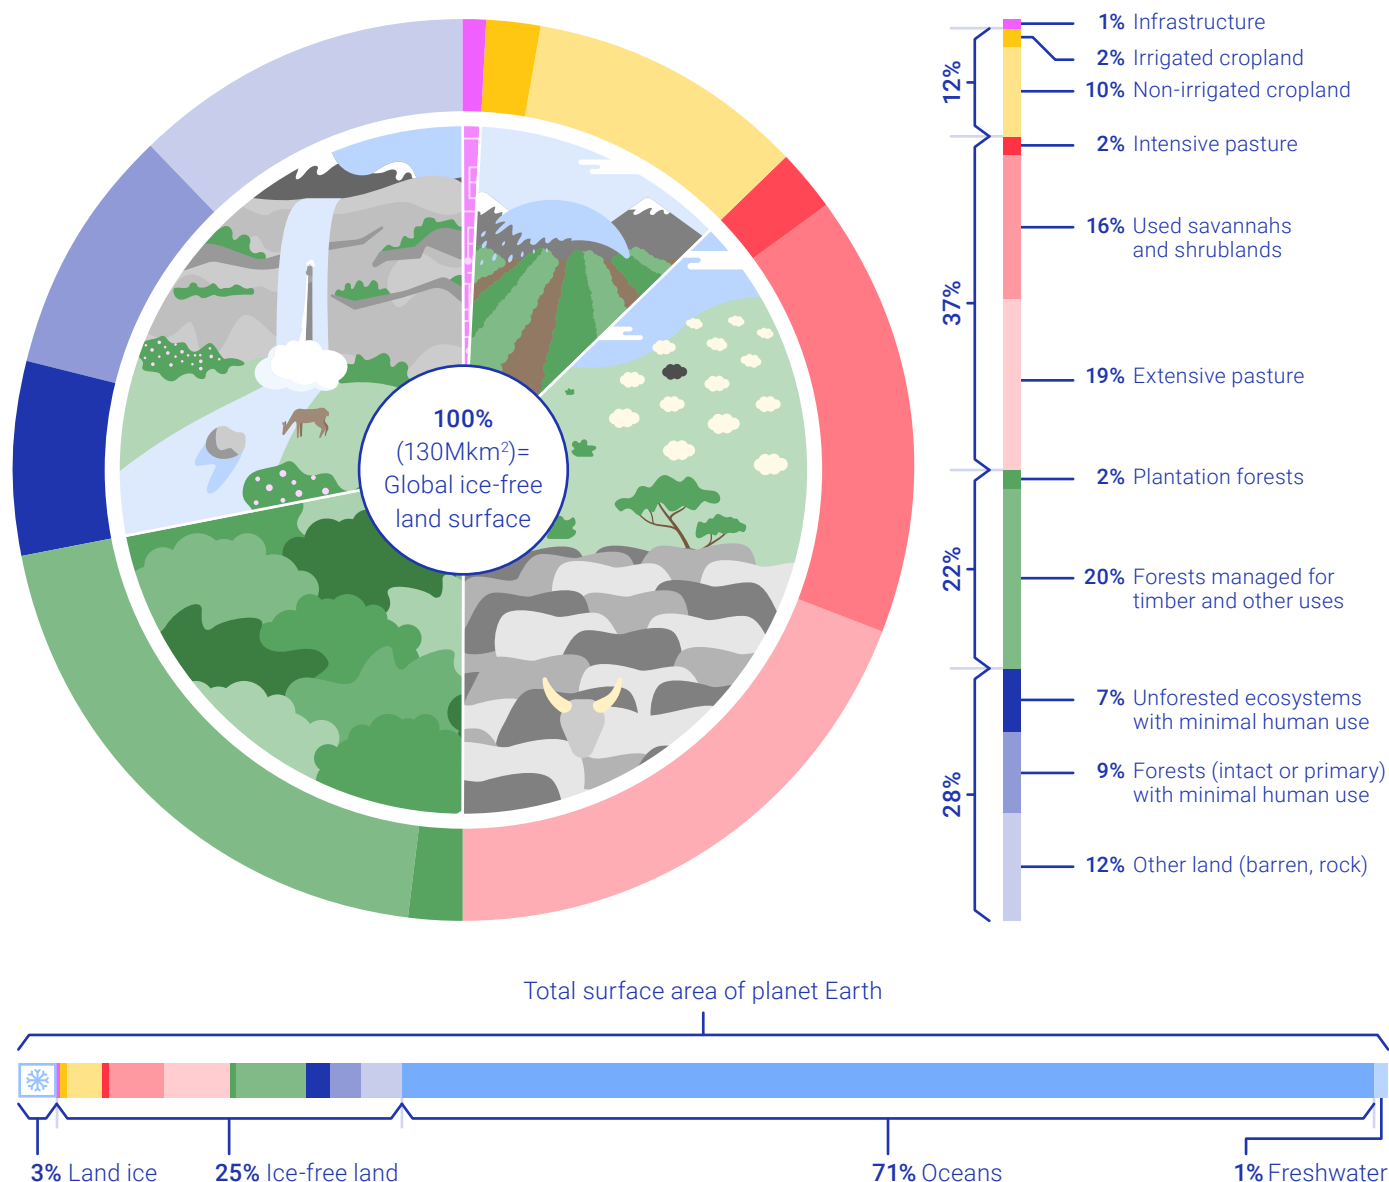 100%
(130Mkm²)=
Global ice-free
land surface
1% Infrastructure
2% Irrigated cropland
10% Non-irrigated cropland
12%
2% Intensive pasture
16% Used savannahs
and shrublands
19% Extensive pasture
37%
2% Plantation forests
20% Forests managed for
timber and other uses
22%
7% Unforested ecosystems
with minimal human use
9% Forests (intact or primary)
with minimal human use
12% Other land (barren, rock)
28%
Total surface area of planet Earth
3% Land ice
25% Ice-free land
71% Oceans
1% Freshwater